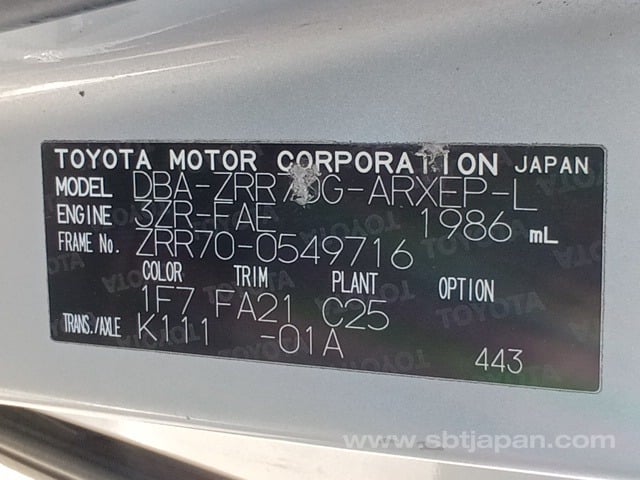 TOYOTA MOTOR CORPORATION JAPAN
MODEL DBA-ZRR70G-ARXEP-L
ENGINE 3ZR-FAE 1986 mL
FRAME No. ZRR70-0549716
COLOR TRIM PLANT OPTION
1F7 FA21 C25
TRANS./AXLE K111 -01A
443
www.sbtjapan.com